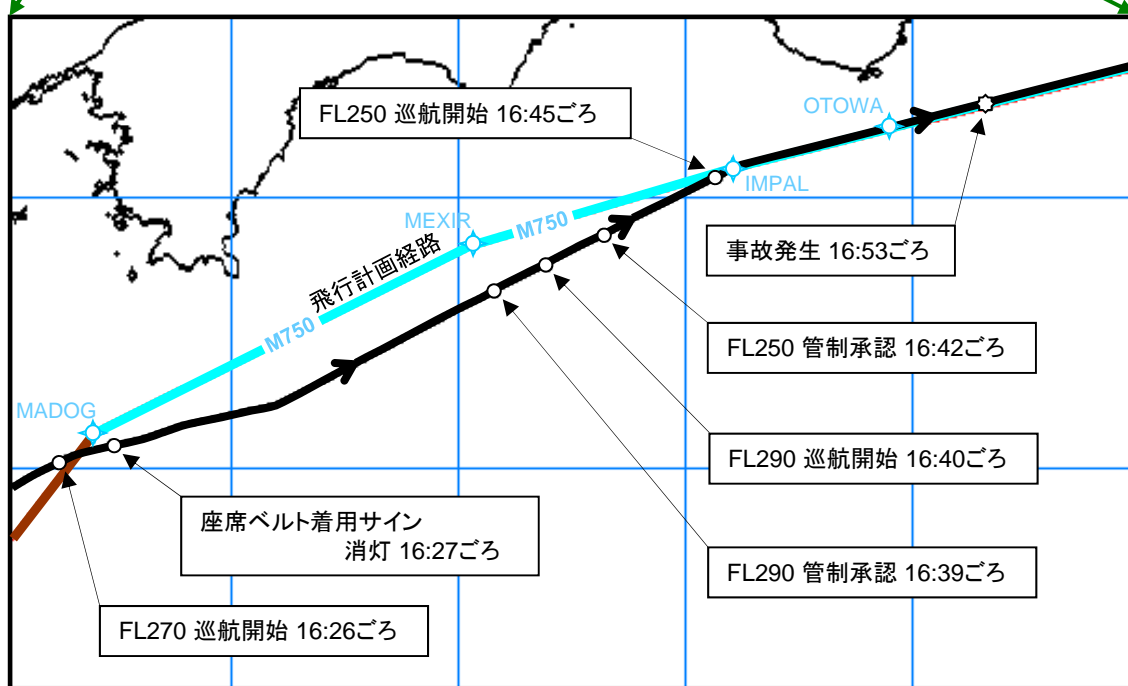 FL250 巡航開始 16:45ごろ
OTOWA
IMPAL
MEXIR
M750
事故発生 16:53ごろ
飛行計画経路
M750
FL250 管制承認 16:42ごろ
MADOG
FL290 巡航開始 16:40ごろ
座席ベルト着用サイン
消灯 16:27ごろ
FL290 管制承認 16:39ごろ
FL270 巡航開始 16:26ごろ